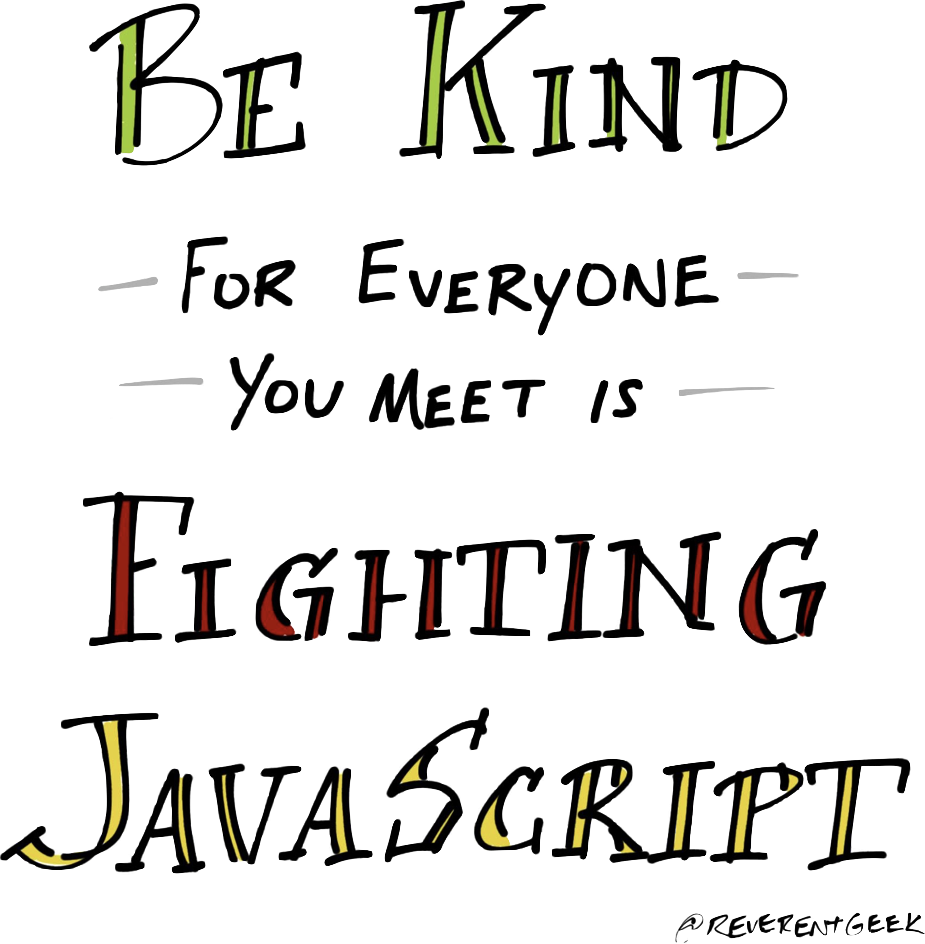 Be Kind
For Everyone
You Meet is
Fighting
JavaScript
@ReverentGeek